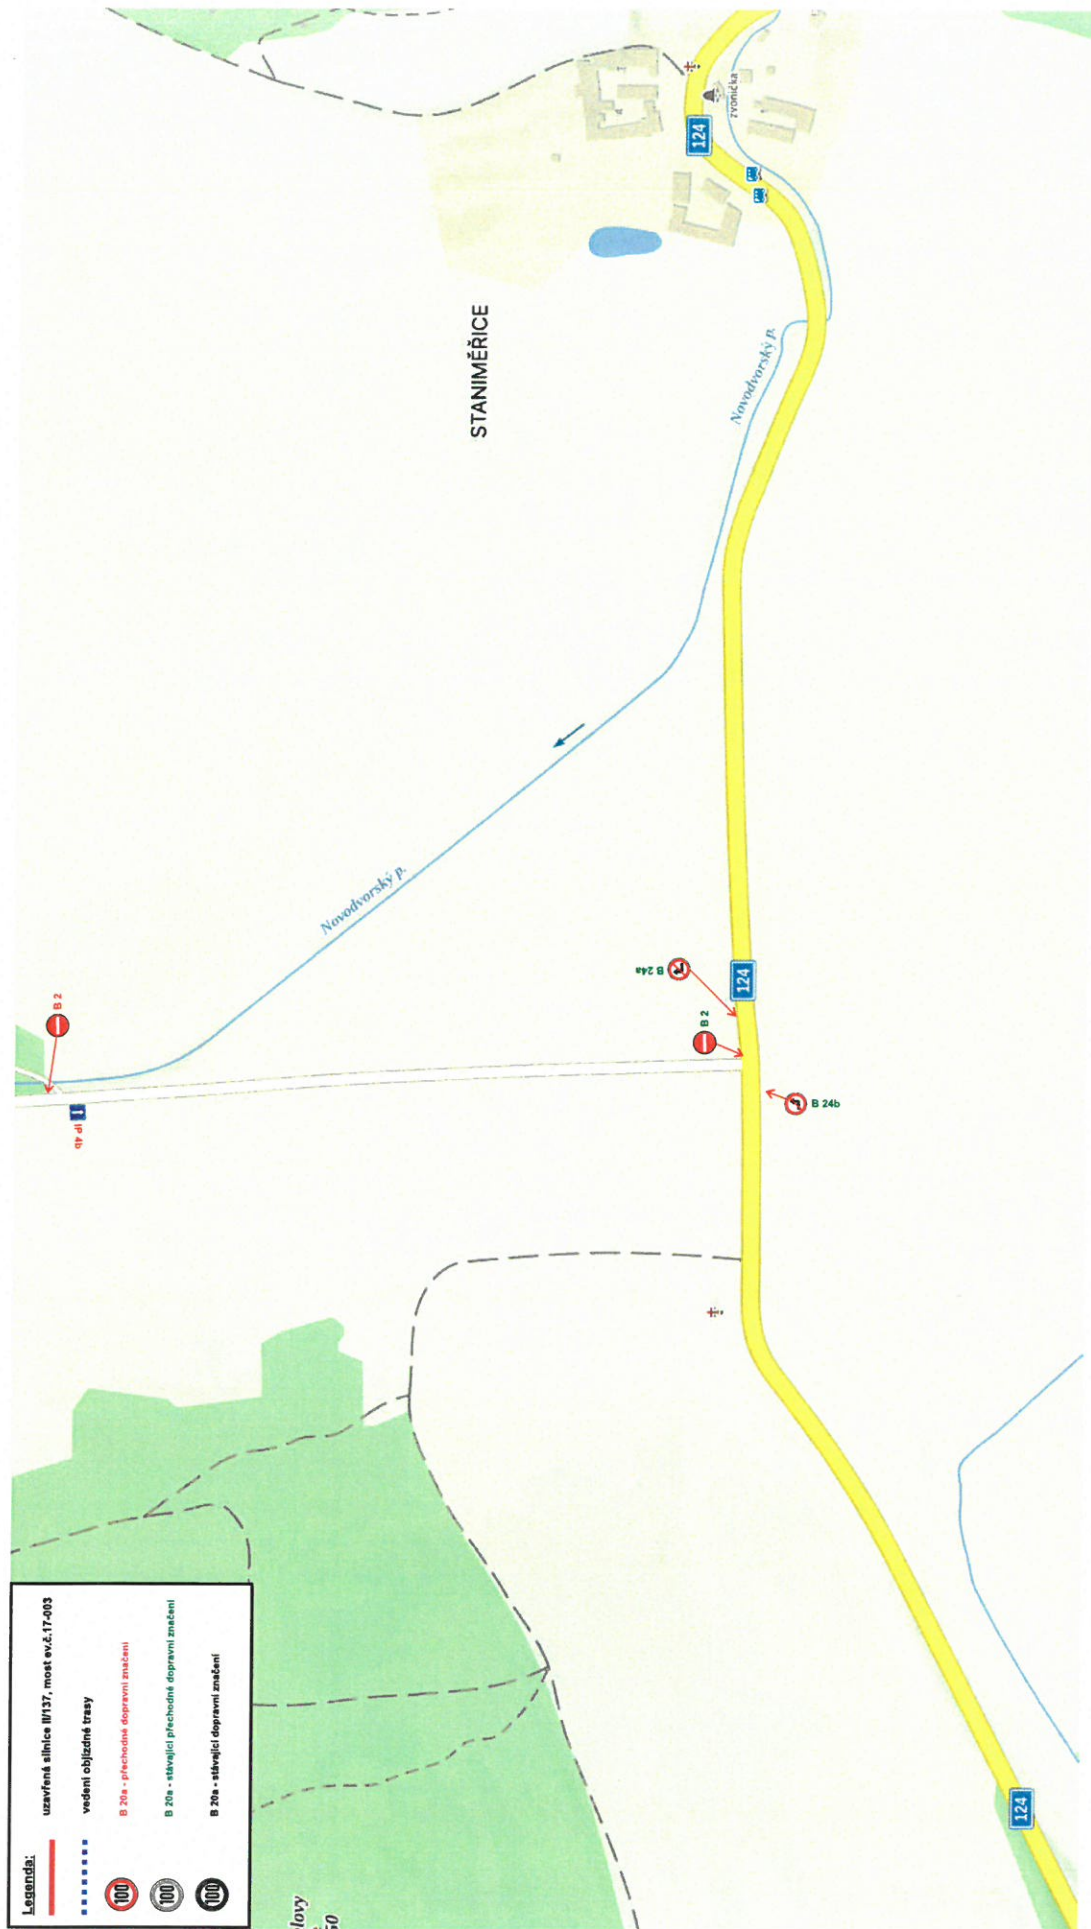 Legenda:
uzavřená silnice II/137, most ev.č.17-003
vedení objízdné trasy
100
B 20a - přechodné dopravní značení
100
B 20a - stávající přechodné dopravní značení
100
B 20a - stávající dopravní značení
B 2
IP 4b
B 24a
B 2
B 24b
STANIMĚŘICE
Novodvorský p.
Novodvorský p.
zvonička
124
124
124
lovy
50